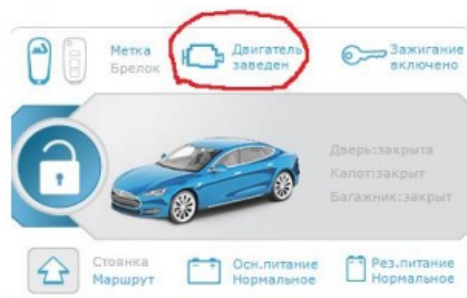 Метка
Брелок
Двигатель
заведен
Зажигание
включено
Дверь:закрыта
Капот:закрыт
Багажник:закрыт
Стоянка
Маршрут
Осн.питание
Нормальное
Рез.питание
Нормальное